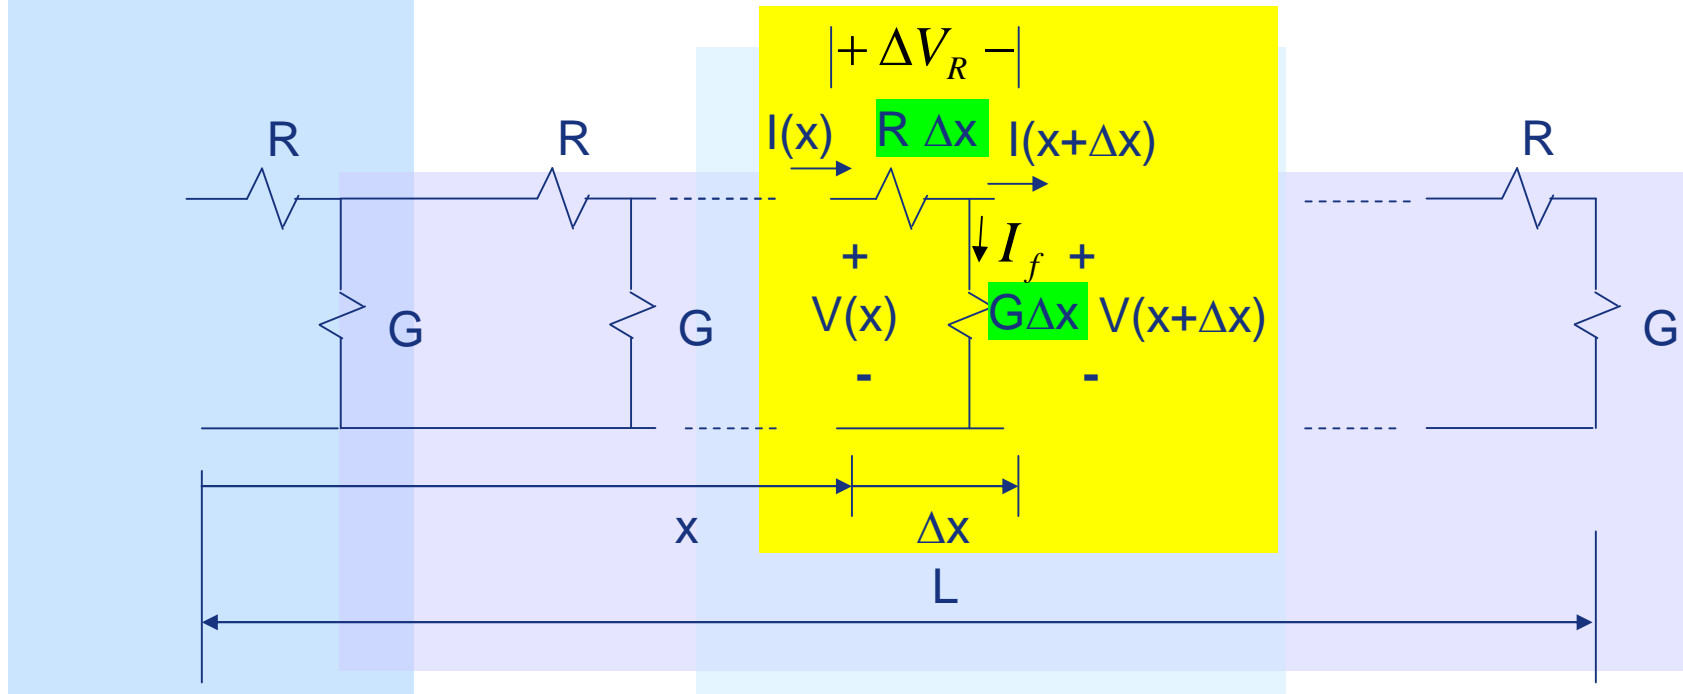 |+ ΔV_R −|
I(x) R Δx I(x+Δx)
R R R
I_f
+ +
V(x) GΔx V(x+Δx)
G G G
- -
x Δx
L